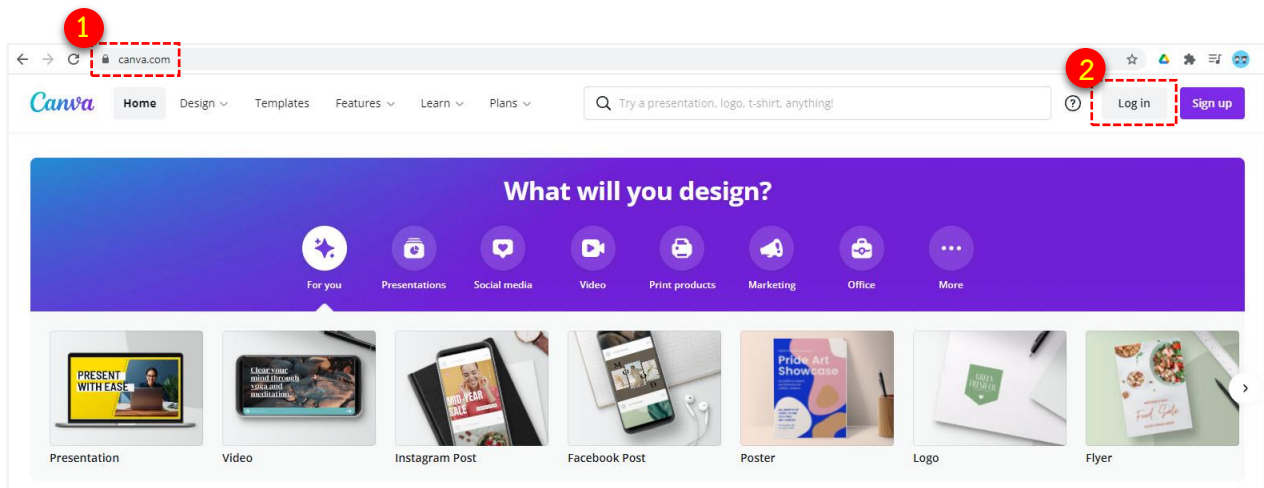 1
canva.com
2
Canva Home Design Templates Features Learn Plans Try a presentation, logo, t-shirt, anything! ? Log in Sign up
What will you design?
For you Presentations Social media Video Print products Marketing Office More
PRESENT
WITH EASE
Clear your
mind through
yoga and
meditation.
MID-YEAR
SALE
Pride Art
Showcase
Food Sale
Presentation Video Instagram Post Facebook Post Poster Logo Flyer